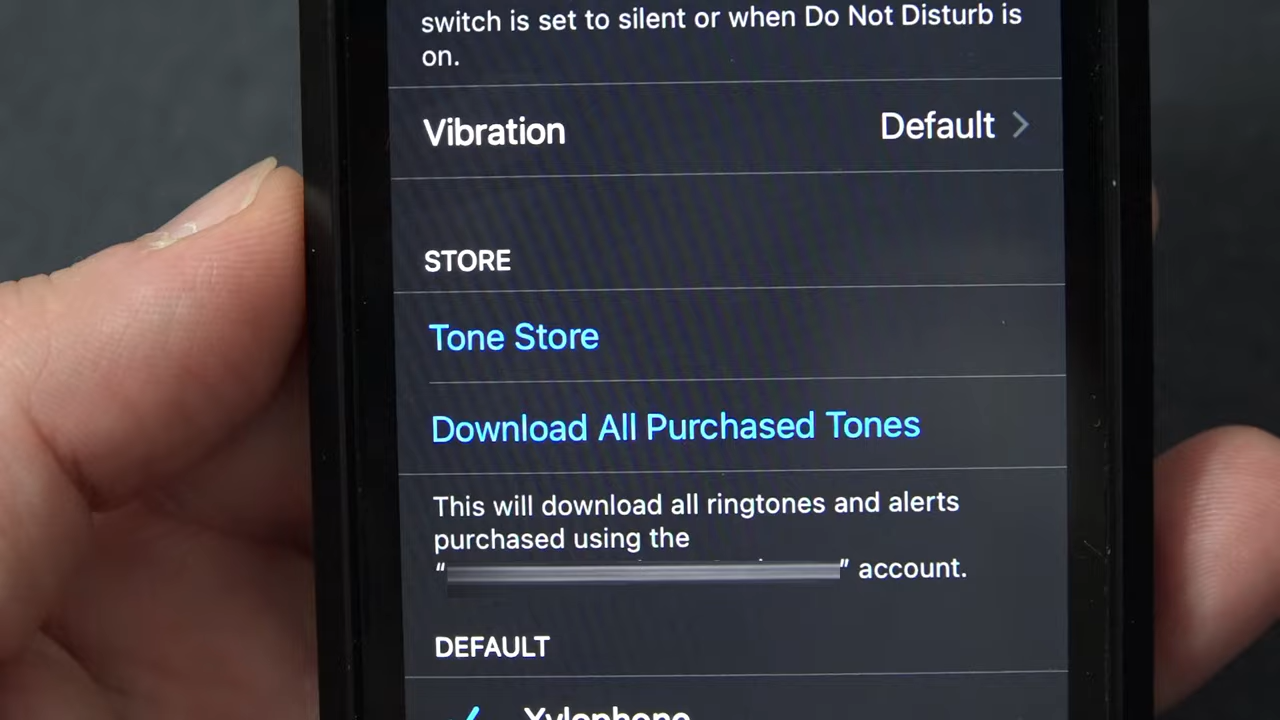 switch is set to silent or when Do Not Disturb is
on.
Vibration Default
STORE
Tone Store
Download All Purchased Tones
This will download all ringtones and alerts
purchased using the
“ ” account.
DEFAULT
Xylophone